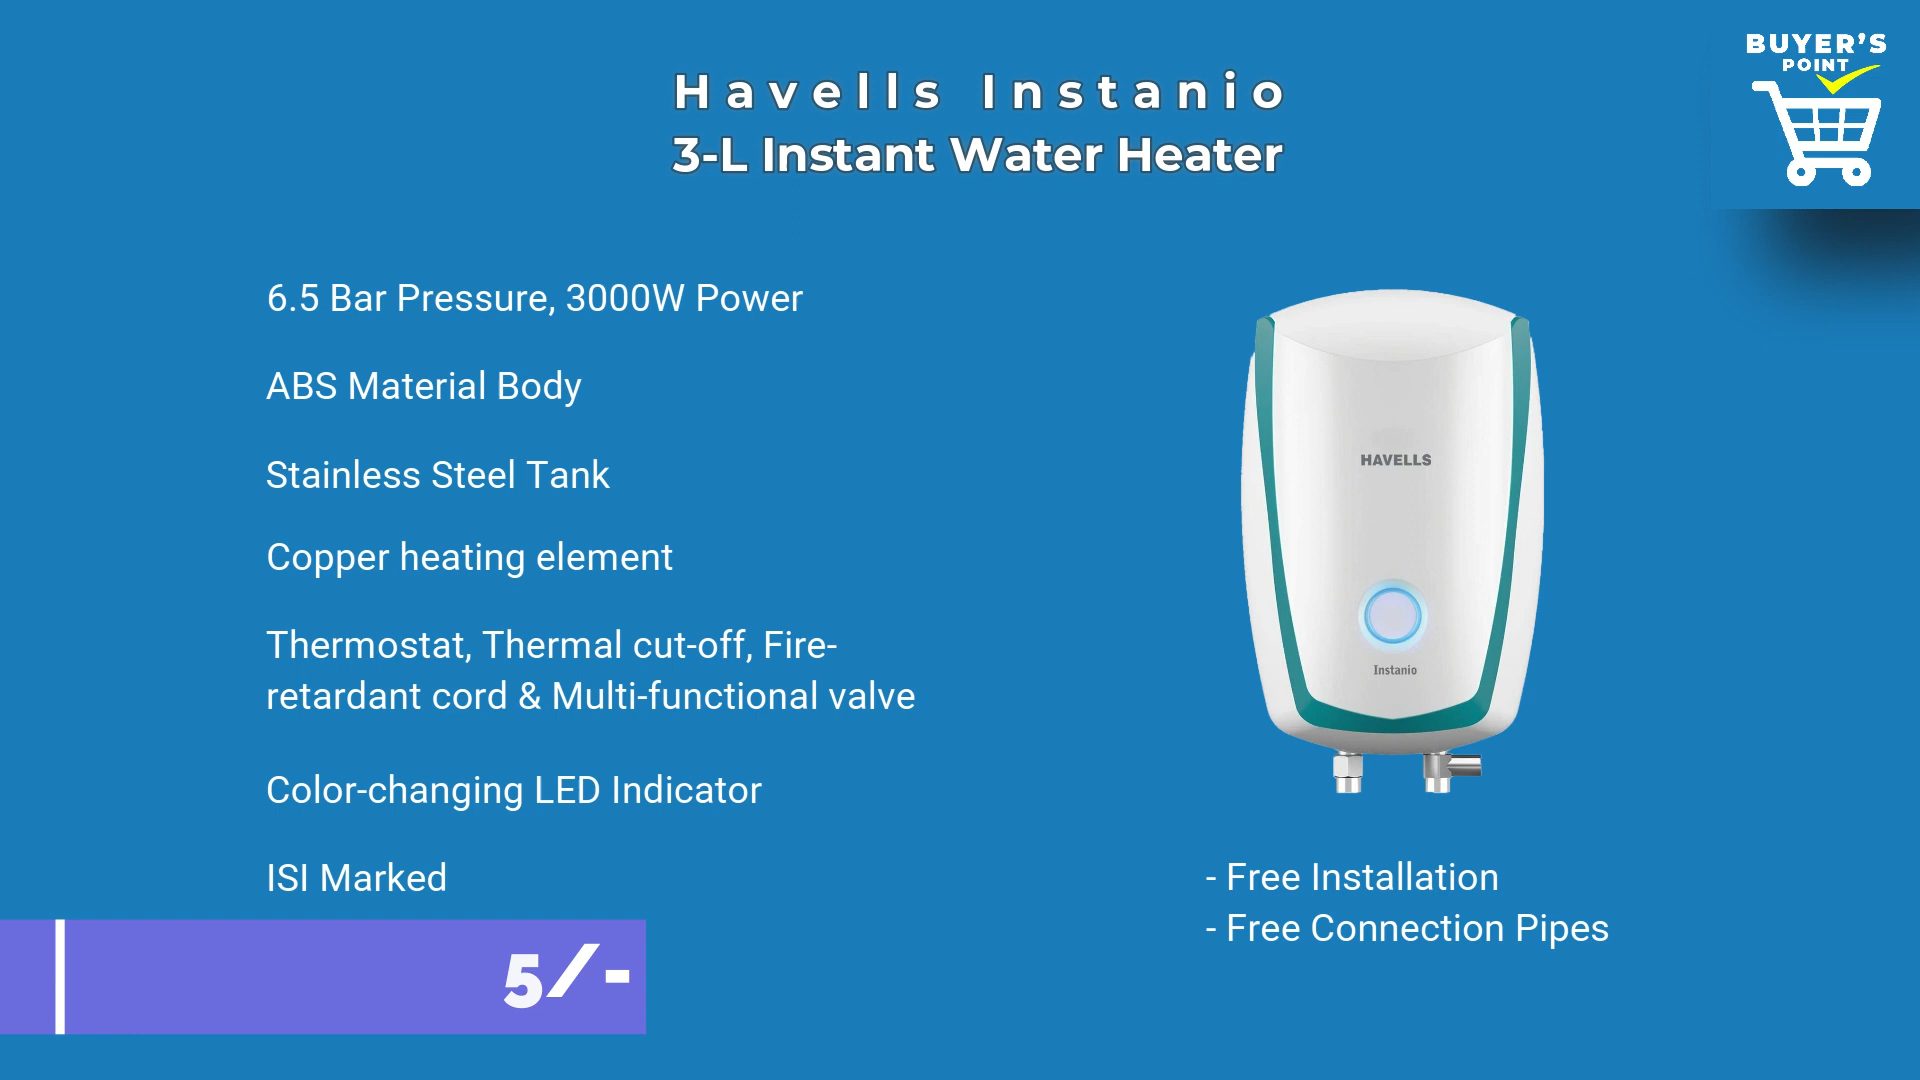 BUYER'S
POINT
Havells Instanio
3-L Instant Water Heater
6.5 Bar Pressure, 3000W Power
ABS Material Body
Stainless Steel Tank
Copper heating element
Thermostat, Thermal cut-off, Fire-
retardant cord & Multi-functional valve
Color-changing LED Indicator
ISI Marked
5/-
HAVELLS
Instanio
- Free Installation
- Free Connection Pipes